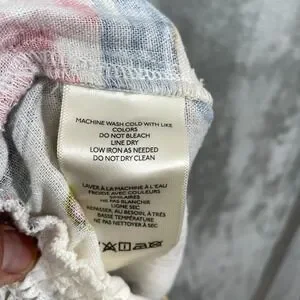 MACHINE WASH COLD WITH LIKE
COLORS
DO NOT BLEACH
LINE DRY
LOW IRON AS NEEDED
DO NOT DRY CLEAN
LAVER À LA MACHINE À L'EAU
FROIDE AVEC COULEURS
SIMILAIRES
NE PAS BLANCHIR
LIGNE SEC
REPASSER, AU BESOIN, À TRÈS
BASSE TEMPÉRATURE
NE PAS NETTOYER À SEC